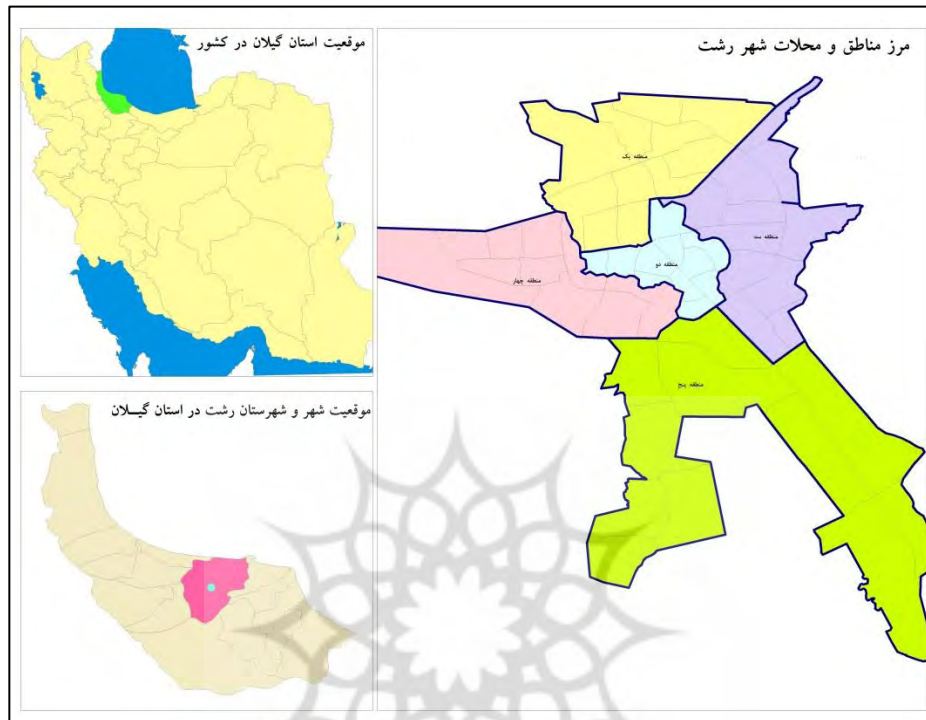 مرز مناطق و محلات شهر رشت
موقعیت استان گیلان در کشور
منطقه یک
منطقه سه
منطقه دو
منطقه چهار
منطقه پنج
موقعیت شهر و شهرستان رشت در استان گیـــلان